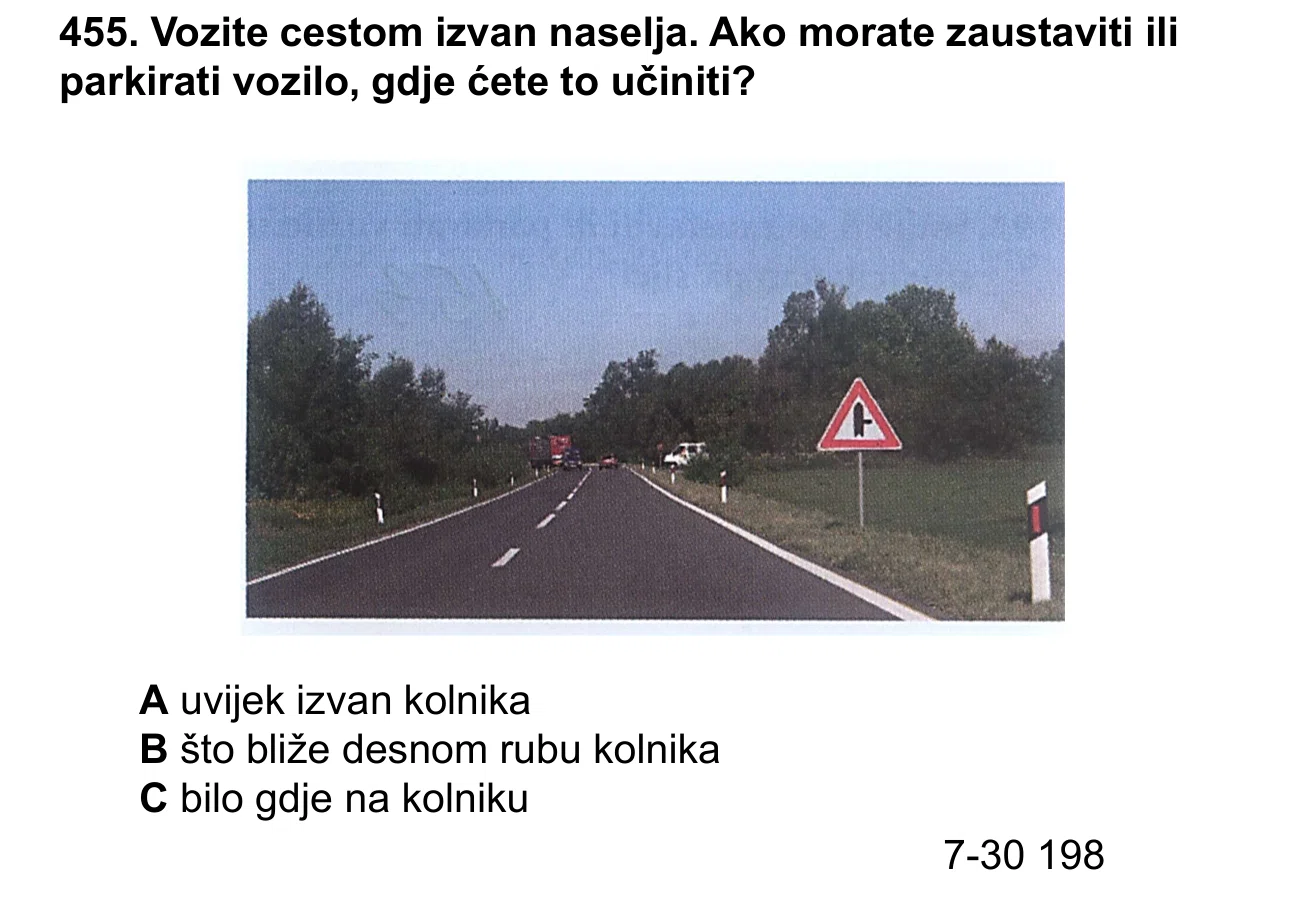 455. Vozite cestom izvan naselja. Ako morate zaustaviti ili
parkirati vozilo, gdje ćete to učiniti?
A uvijek izvan kolnika
B što bliže desnom rubu kolnika
C bilo gdje na kolniku
7-30 198